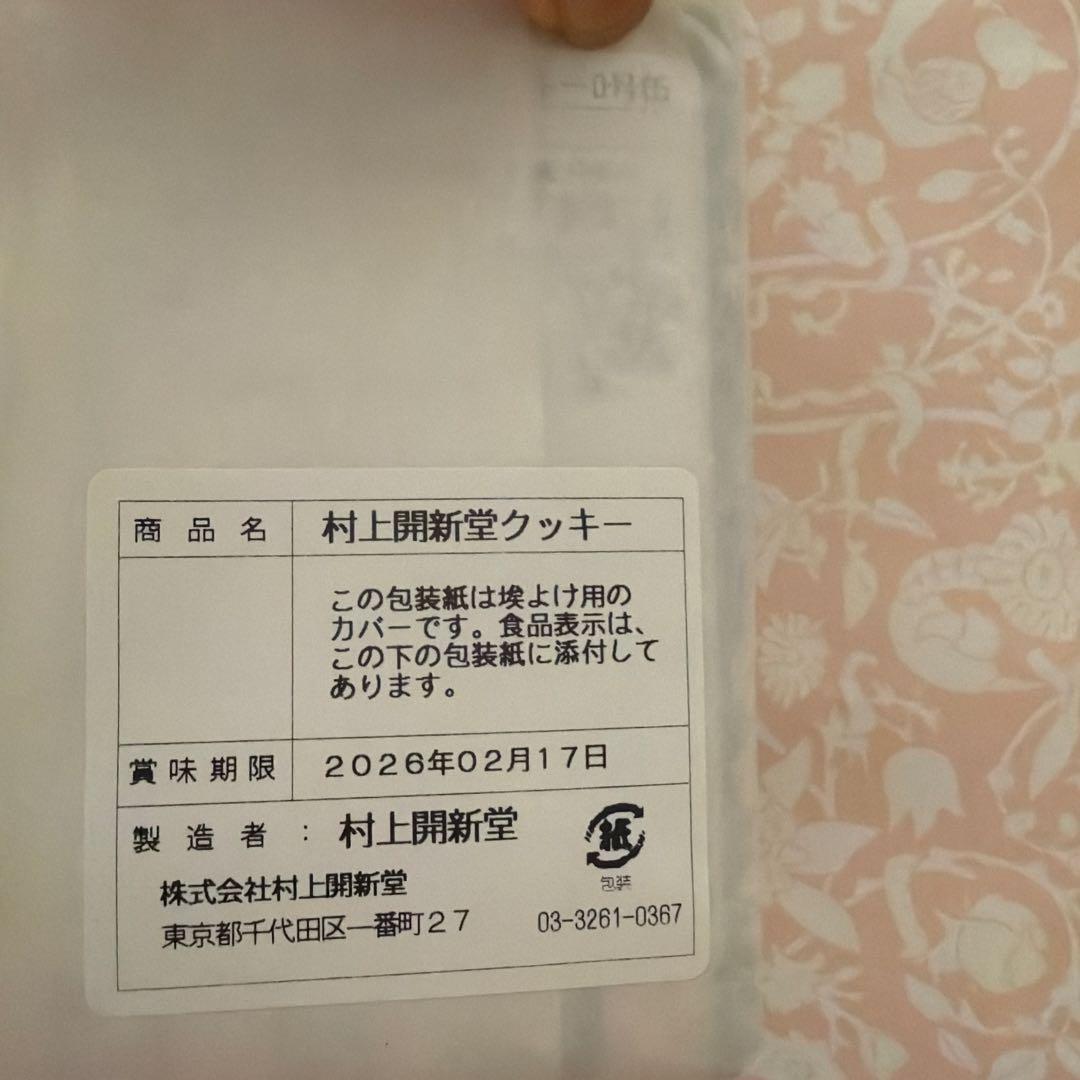 商品名 村上開新堂クッキー
この包装紙は埃よけ用の
カバーです。食品表示は、
この下の包装紙に添付して
あります。
賞味期限 2026年02月17日
製造者：村上開新堂
紙
包装
株式会社村上開新堂
東京都千代田区一番町27 03-3261-0367